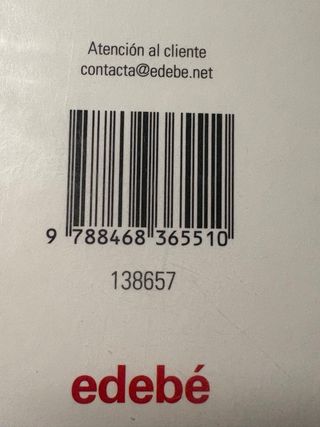 Atención al cliente
contacta@edebe.net
9 788468 365510
138657
edebé